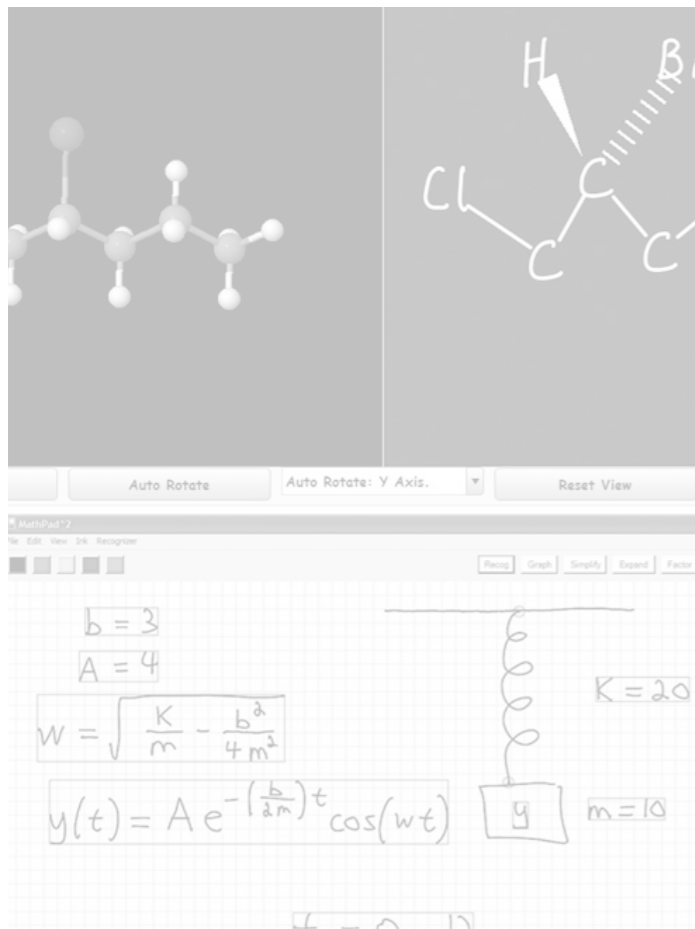 H
Cl
C
C
C
Auto Rotate
Auto Rotate: Y Axis.
Reset View
MathPad^2
File Edit View Ink Recognizer
Recog Graph Simplify Expand Factor
b = 3
A = 4
K = 20
w = √(K/m - b²/4m²)
y(t) = A e^-(b/2m)t cos(wt)
y
m = 10